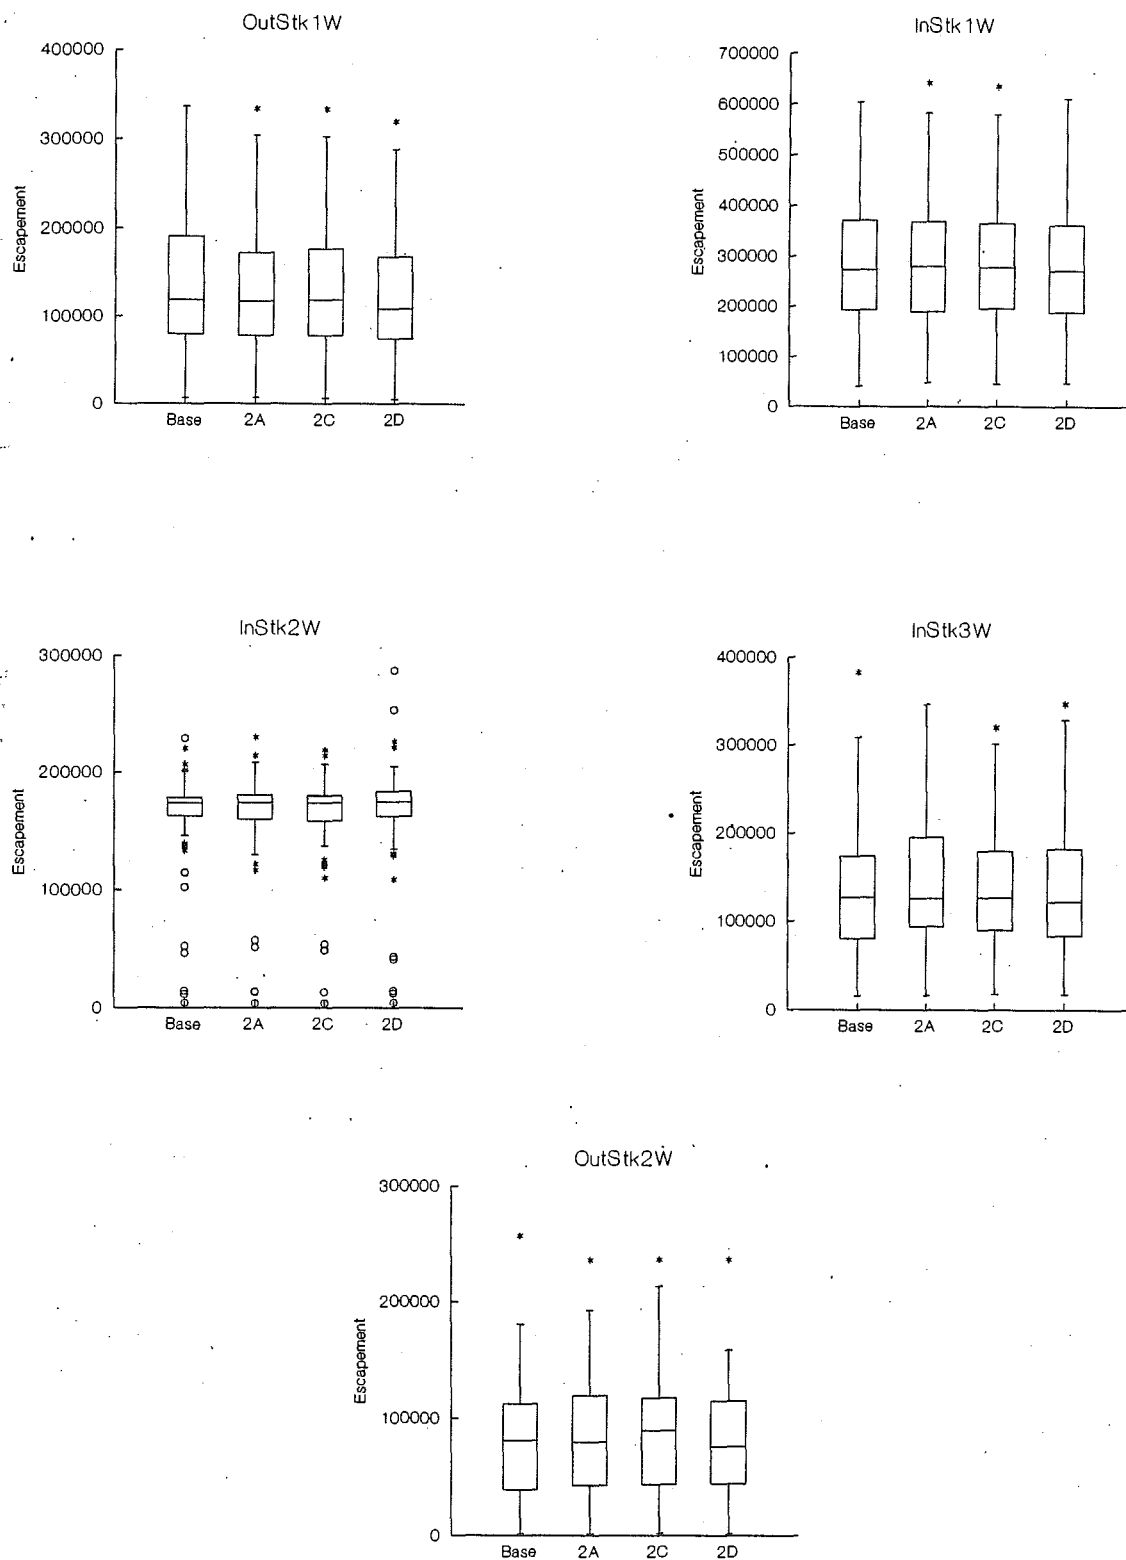 OutStk1W
400000
300000
200000
100000
0
Escapement
Base 2A 2C 2D
InStk1W
700000
600000
500000
400000
300000
200000
100000
0
Escapement
Base 2A 2C 2D
InStk2W
300000
200000
100000
0
Escapement
Base 2A 2C 2D
InStk3W
400000
300000
200000
100000
0
Escapement
Base 2A 2C 2D
OutStk2W
300000
200000
100000
0
Escapement
Base 2A 2C 2D